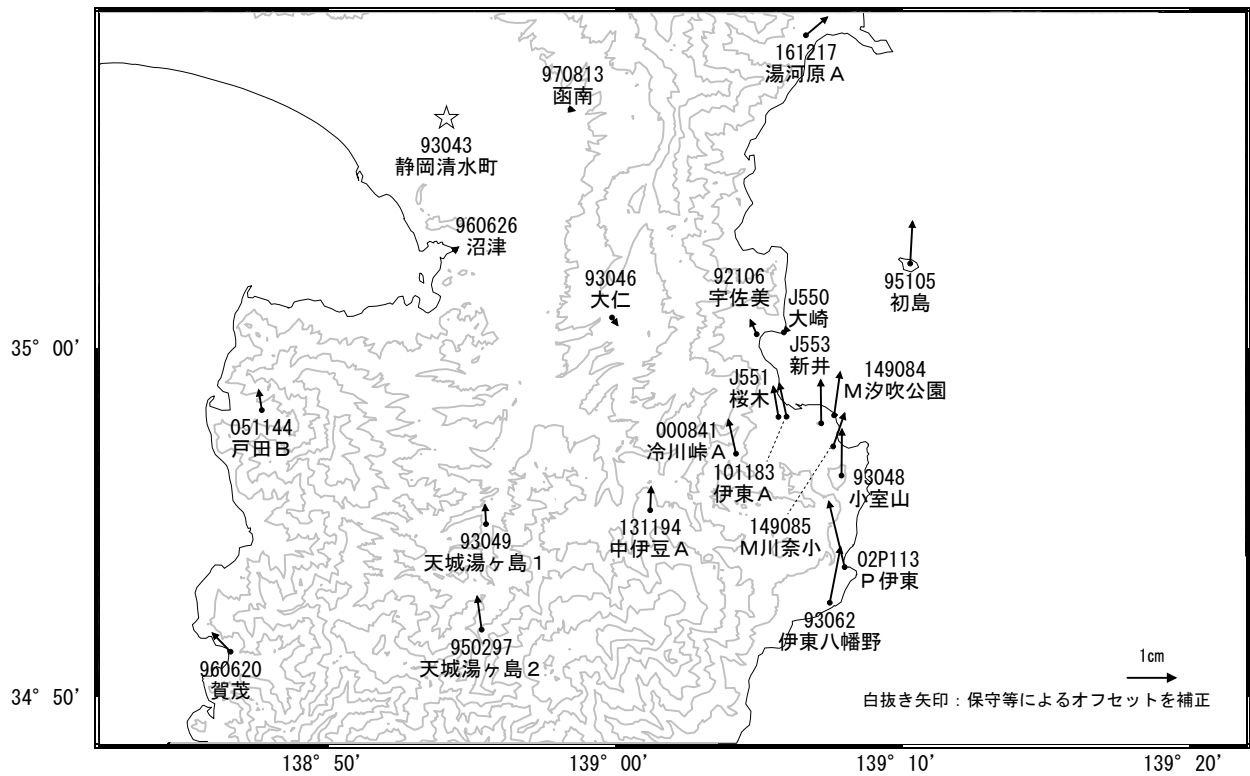 161217
湯河原A
970813
函南
93043
静岡清水町
960626
沼津
93046
大仁
92106
宇佐美
J550
大崎
95105
初島
J553
新井
35° 00′
149084
M汐吹公園
J551
桜木
051144
戸田B
000841
冷川峠A
101183
伊東A
93048
小室山
131194
中伊豆A
149085
M川奈小
93049
天城湯ヶ島1
02P113
P伊東
93062
伊東八幡野
950297
天城湯ヶ島2
960620
賀茂
1cm
34° 50′
白抜き矢印：保守等によるオフセットを補正
138° 50′
139° 00′
139° 10′
139° 20′